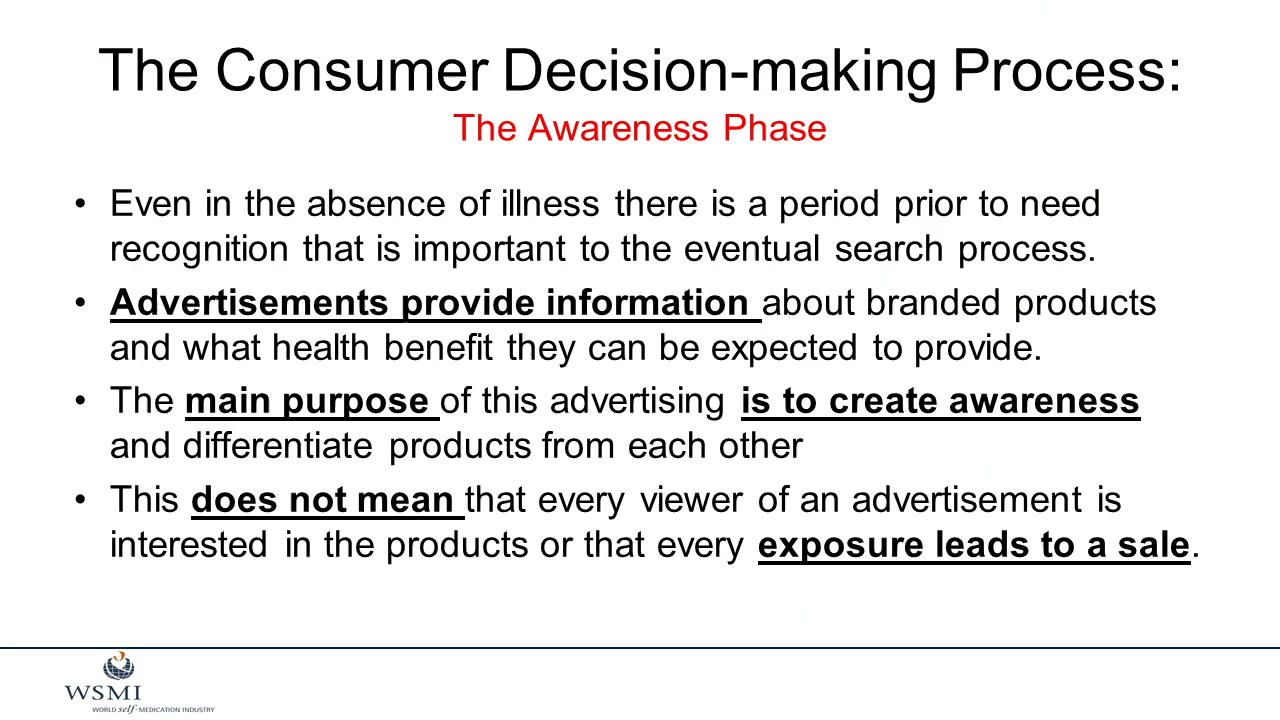 The Consumer Decision-making Process:
The Awareness Phase
• Even in the absence of illness there is a period prior to need
recognition that is important to the eventual search process.
• Advertisements provide information about branded products
and what health benefit they can be expected to provide.
• The main purpose of this advertising is to create awareness
and differentiate products from each other
• This does not mean that every viewer of an advertisement is
interested in the products or that every exposure leads to a sale.
WSMI
WORLD self-MEDICATION INDUSTRY